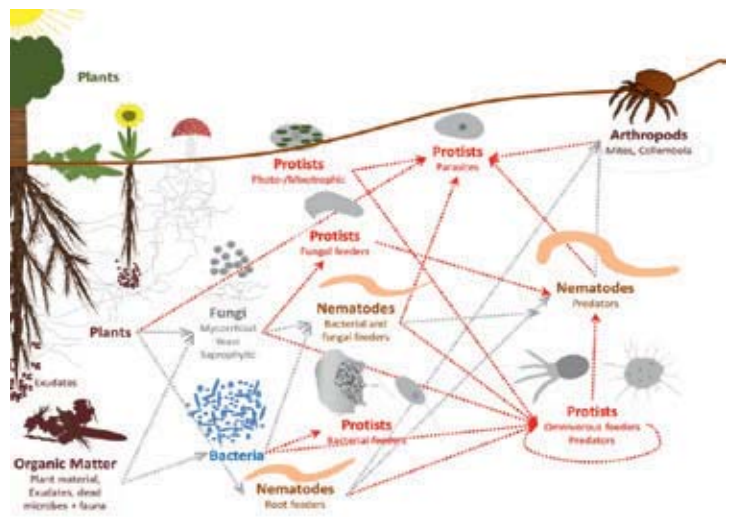 Plants
Protists
Photo-/Mixotrophic
Protists
Parasites
Arthropods
Mites, Collembola
Protists
Fungal feeders
Nematodes
Predators
Plants
Fungi
Mycorrhizal
Yeast
Saprophytic
Nematodes
Bacterial and
fungal feeders
Exudates
Protists
Bacterial feeders
Protists
Omnivorous feeders
Predators
Bacteria
Organic Matter
Plant material,
Exudates, dead
microbes + fauna
Nematodes
Root feeders